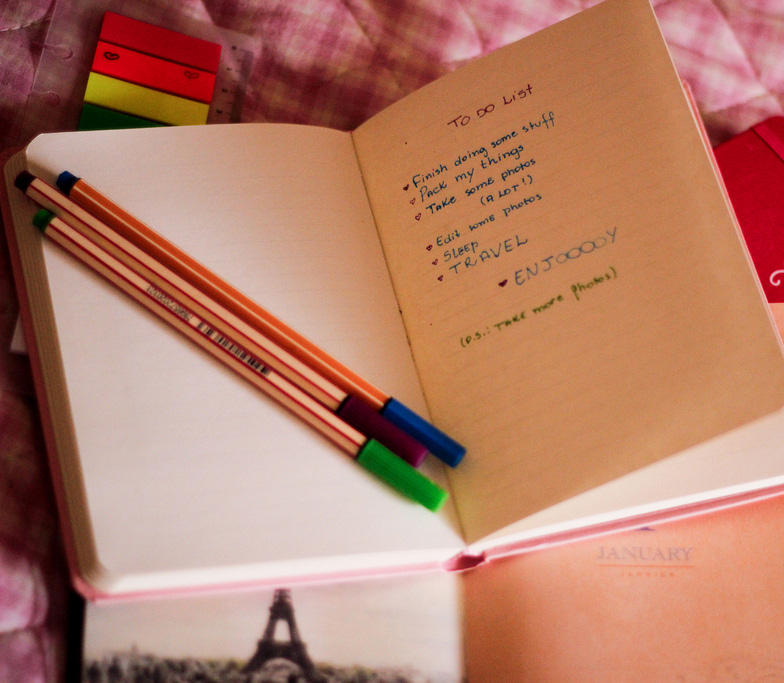 To Do List
Finish doing some stuff
Pack my things
Take some photos
(A LOT!)
Edit some photos
Sleep
TRAVEL
ENJOOOOY
(P.S.: TAKE more photos)
JANUARY